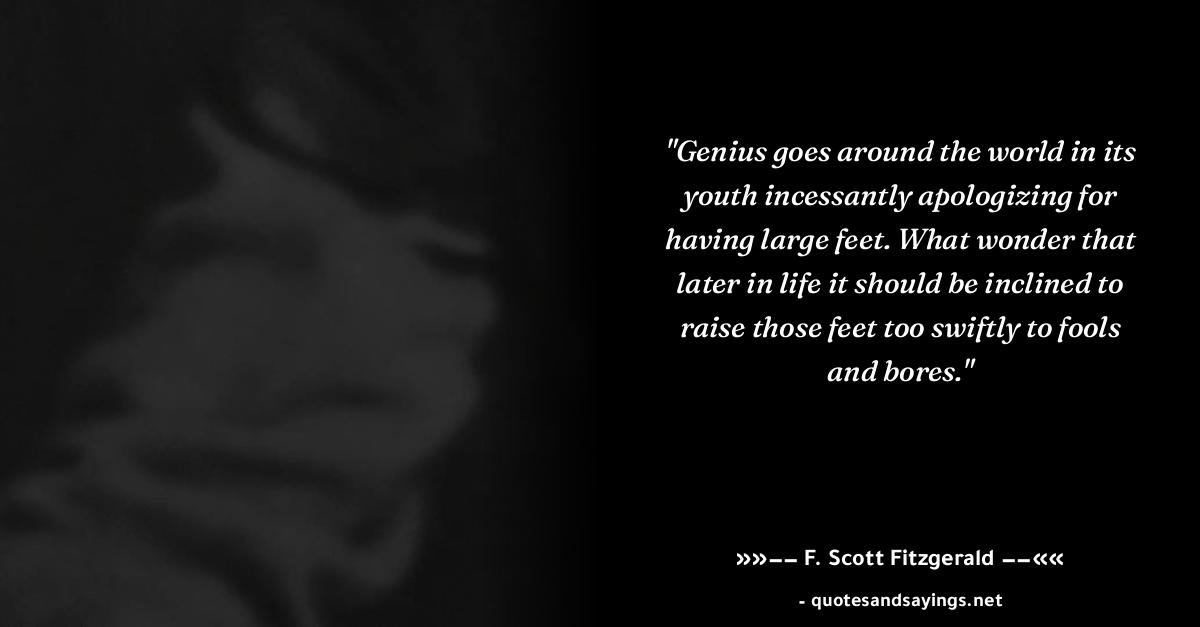 "Genius goes around the world in its
youth incessantly apologizing for
having large feet. What wonder that
later in life it should be inclined to
raise those feet too swiftly to fools
and bores."
»»−− F. Scott Fitzgerald −−««
- quotesandsayings.net